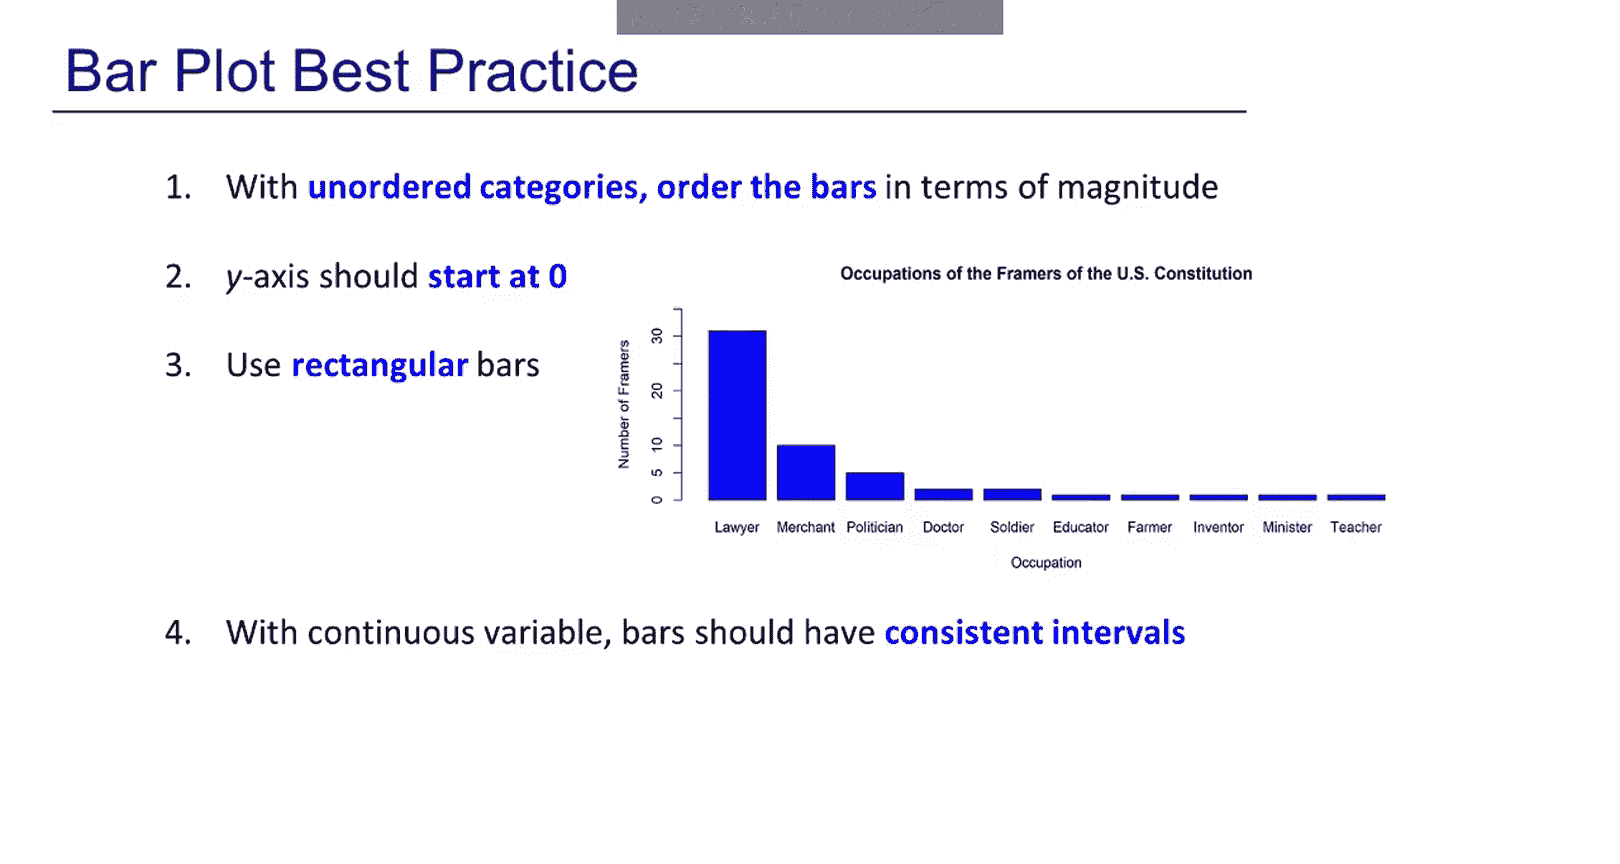 Bar Plot Best Practice
1. With unordered categories, order the bars in terms of magnitude
2. y-axis should start at 0
3. Use rectangular bars
Occupations of the Framers of the U.S. Constitution
Number of Framers
30
20
10
5
0
Lawyer Merchant Politician Doctor Soldier Educator Farmer Inventor Minister Teacher
Occupation
4. With continuous variable, bars should have consistent intervals